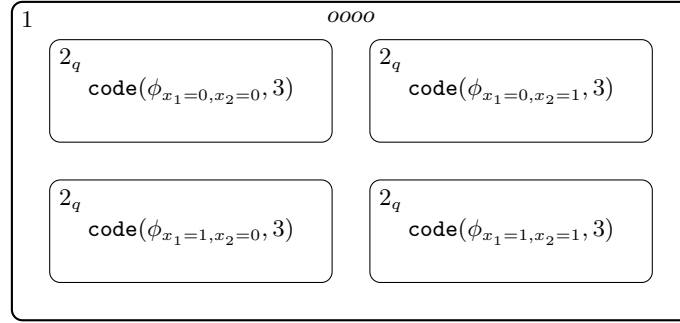 1 oooo
2_q 2_q
code(ϕ_{x_1=0,x_2=0}, 3) code(ϕ_{x_1=0,x_2=1}, 3)
2_q 2_q
code(ϕ_{x_1=1,x_2=0}, 3) code(ϕ_{x_1=1,x_2=1}, 3)